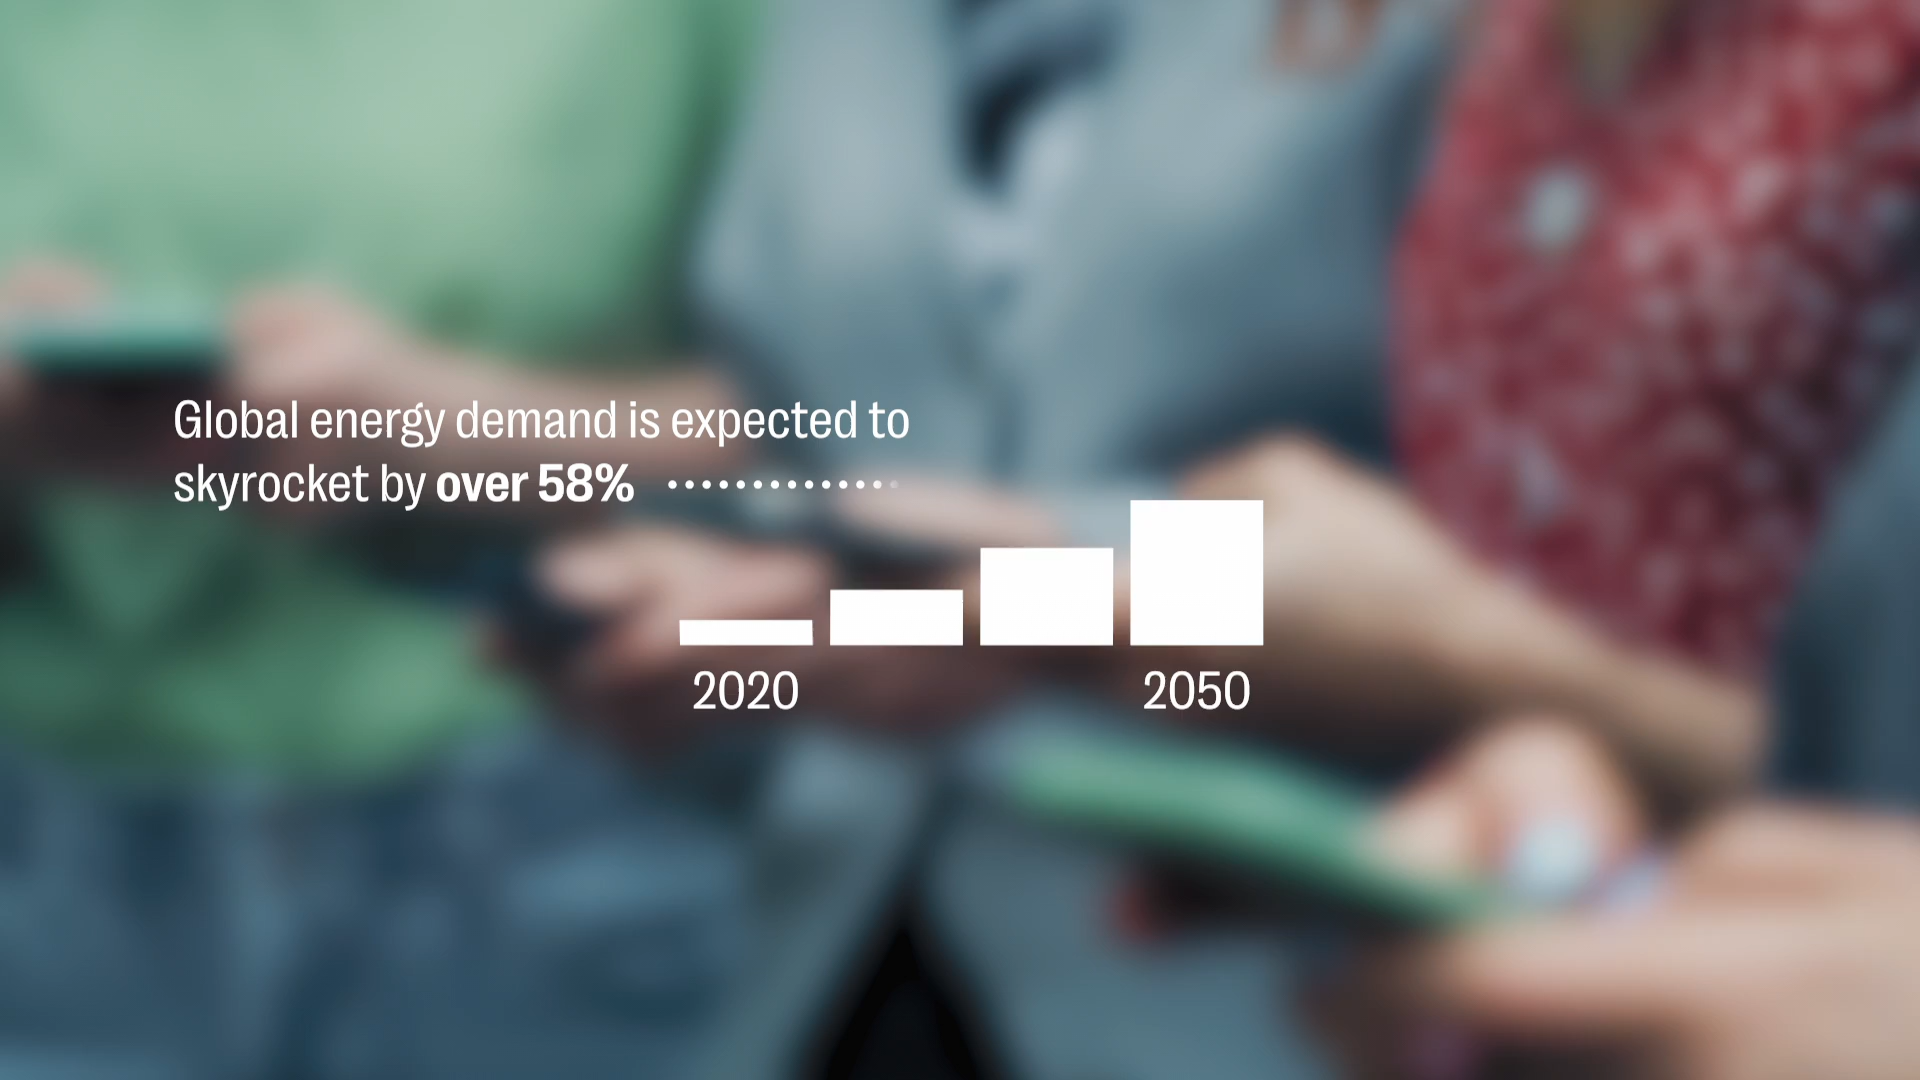 Global energy demand is expected to
skyrocket by over 58%
2020
2050